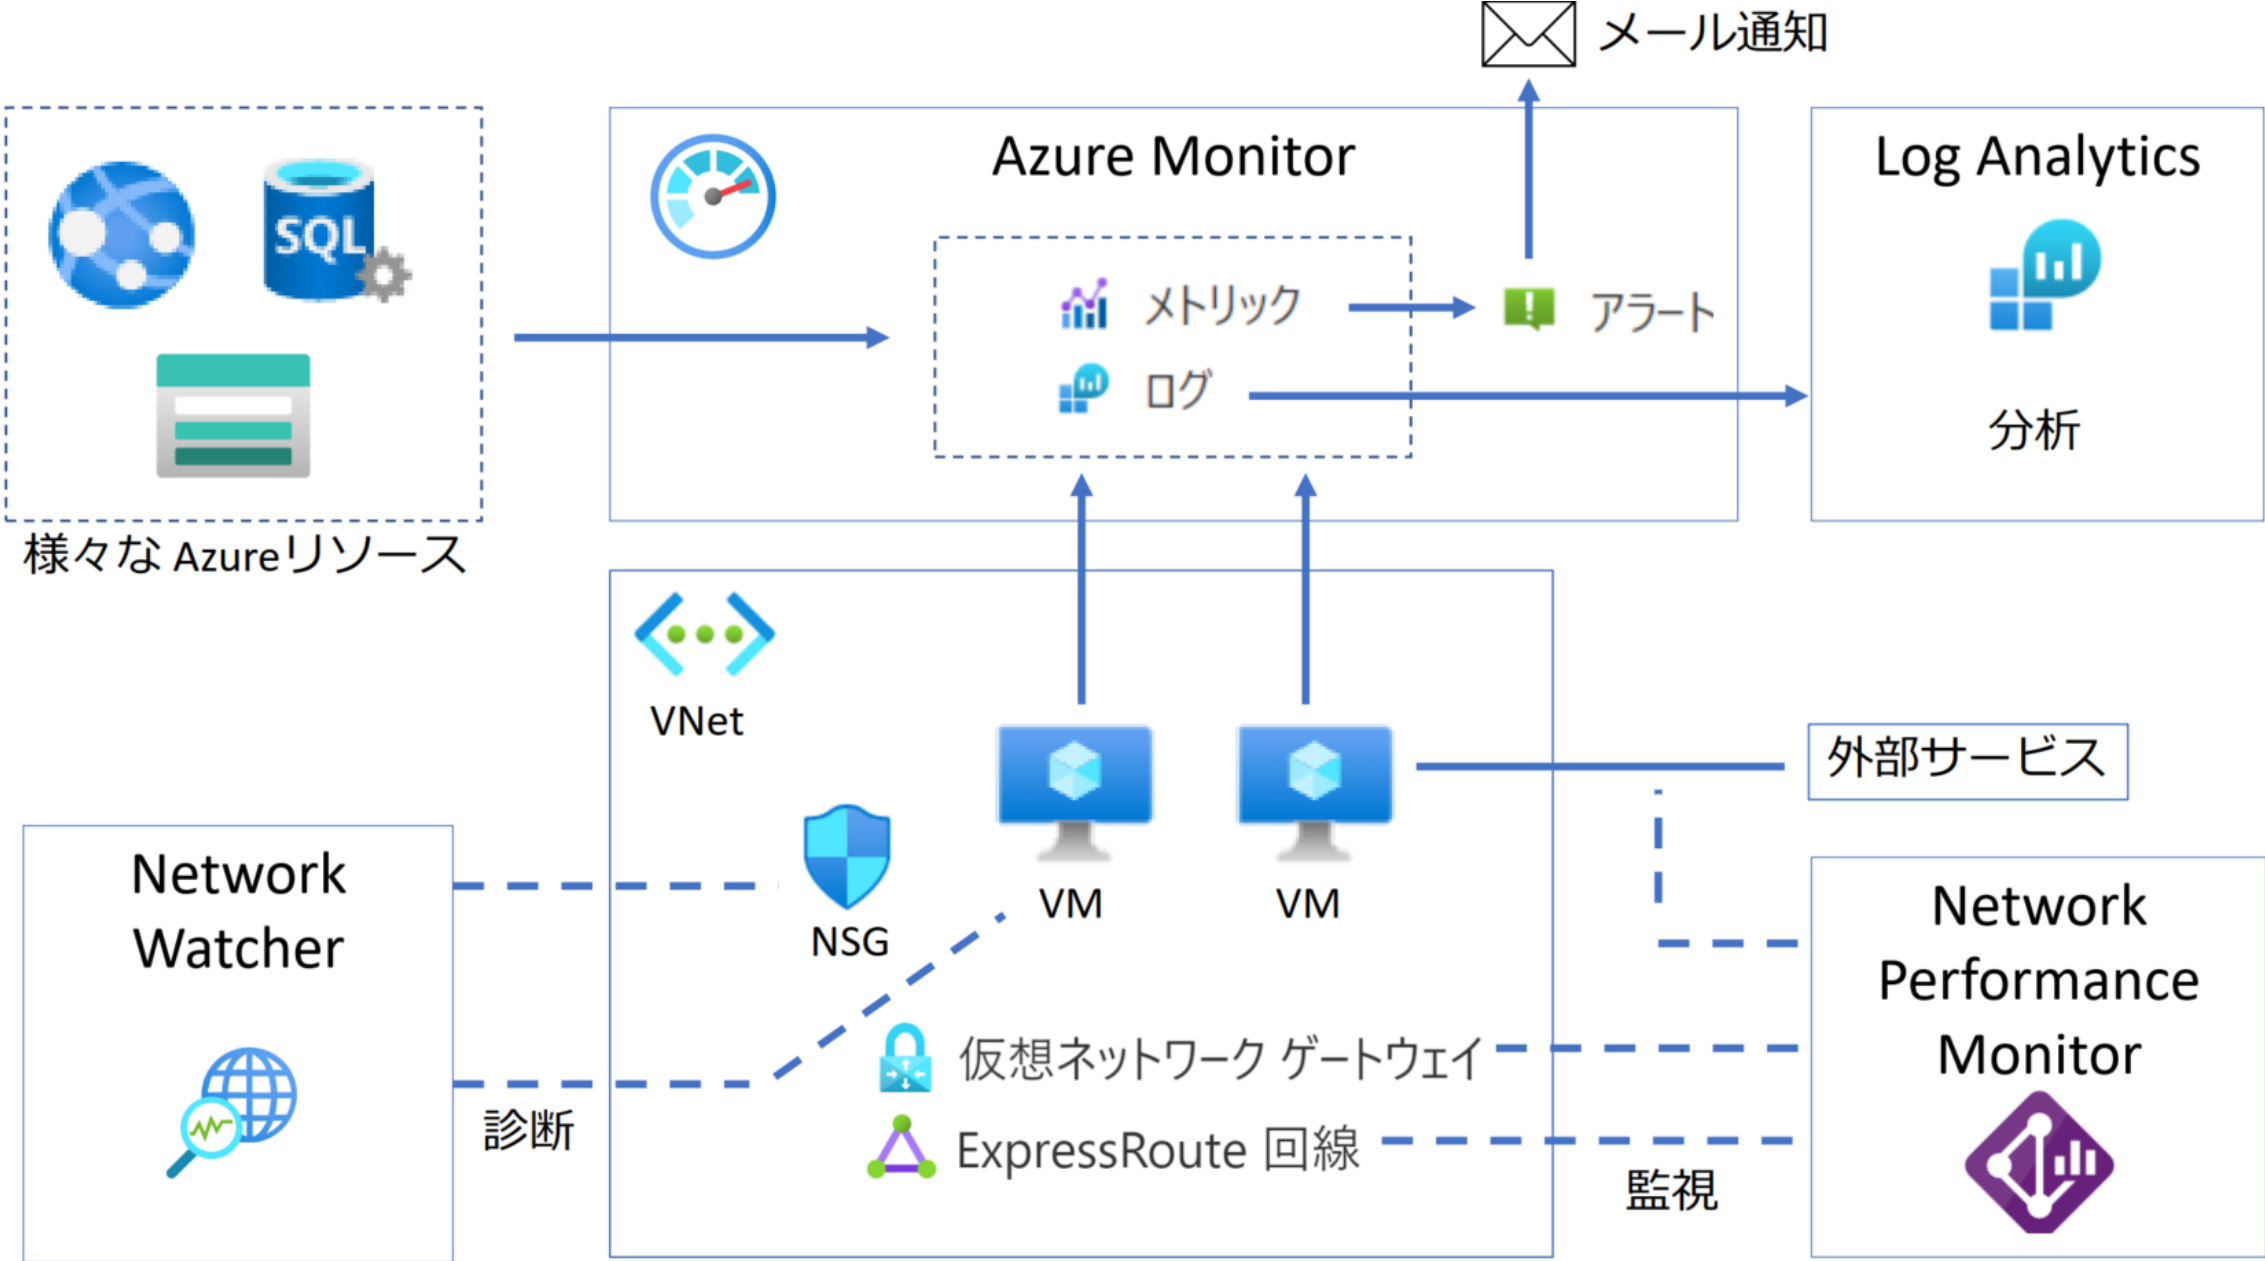 メール通知
Azure Monitor
Log Analytics
SQL
メトリック
アラート
ログ
分析
様々な Azureリソース
VNet
外部サービス
Network
Watcher
VM
VM
NSG
Network
Performance
Monitor
仮想ネットワーク ゲートウェイ
診断
ExpressRoute 回線
監視